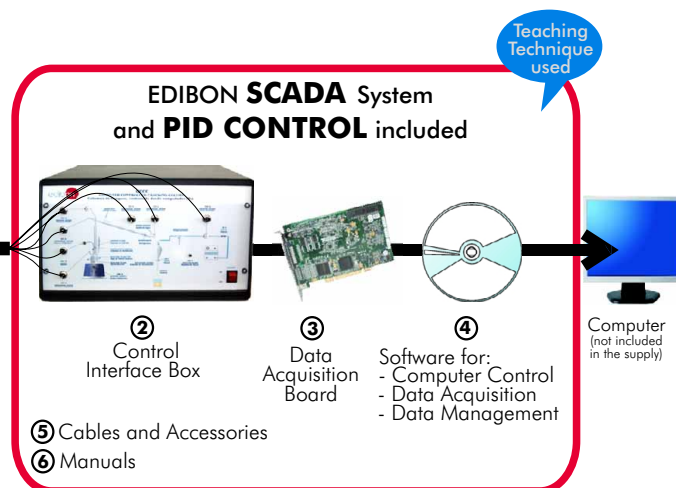 Teaching
Technique
used
EDIBON SCADA System
and PID CONTROL included
②
Control
Interface Box
③
Data
Acquisition
Board
④
Software for:
- Computer Control
- Data Acquisition
- Data Management
Computer
(not included
in the supply)
⑤ Cables and Accessories
⑥ Manuals